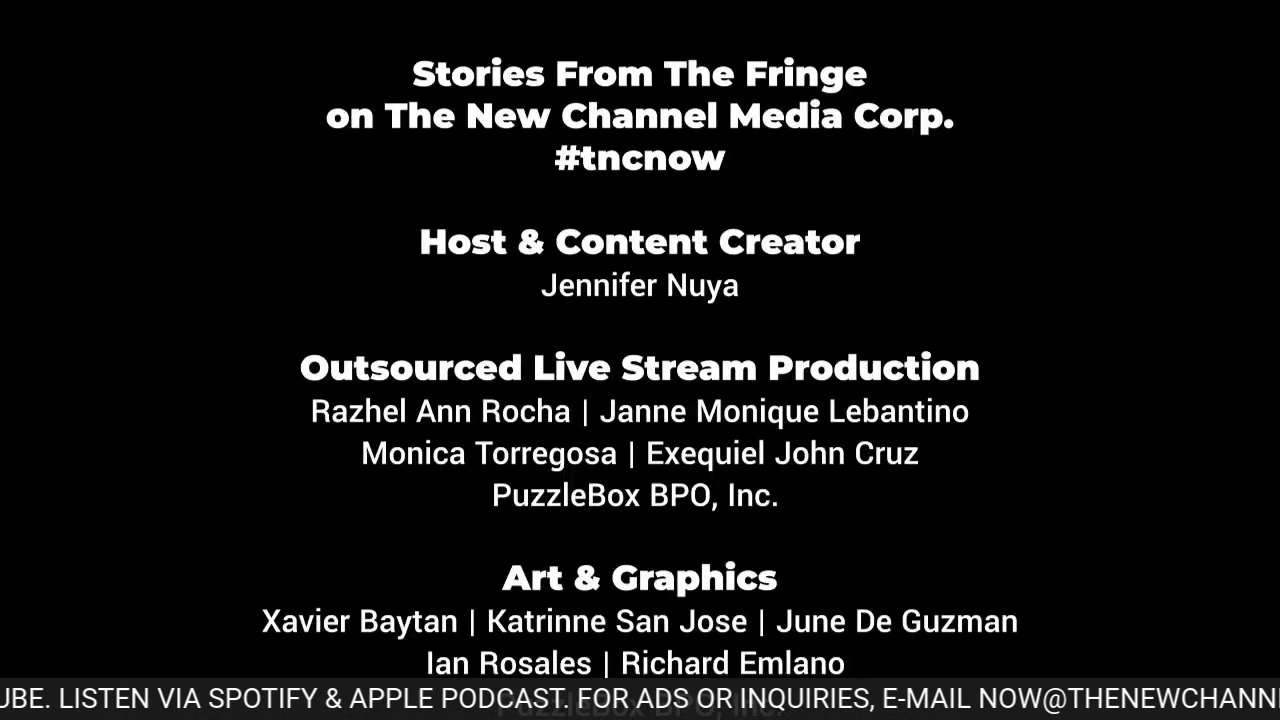 Stories From The Fringe
on The New Channel Media Corp.
#tncnow
Host & Content Creator
Jennifer Nuya
Outsourced Live Stream Production
Razhel Ann Rocha | Janne Monique Lebantino
Monica Torregosa | Exequiel John Cruz
PuzzleBox BPO, Inc.
Art & Graphics
Xavier Baytan | Katrinne San Jose | June De Guzman
Ian Rosales | Richard Emlano
PuzzleBox BPO, Inc.
UBE. LISTEN VIA SPOTIFY & APPLE PODCAST. FOR ADS OR INQUIRIES, E-MAIL NOW@THENEWCHANN